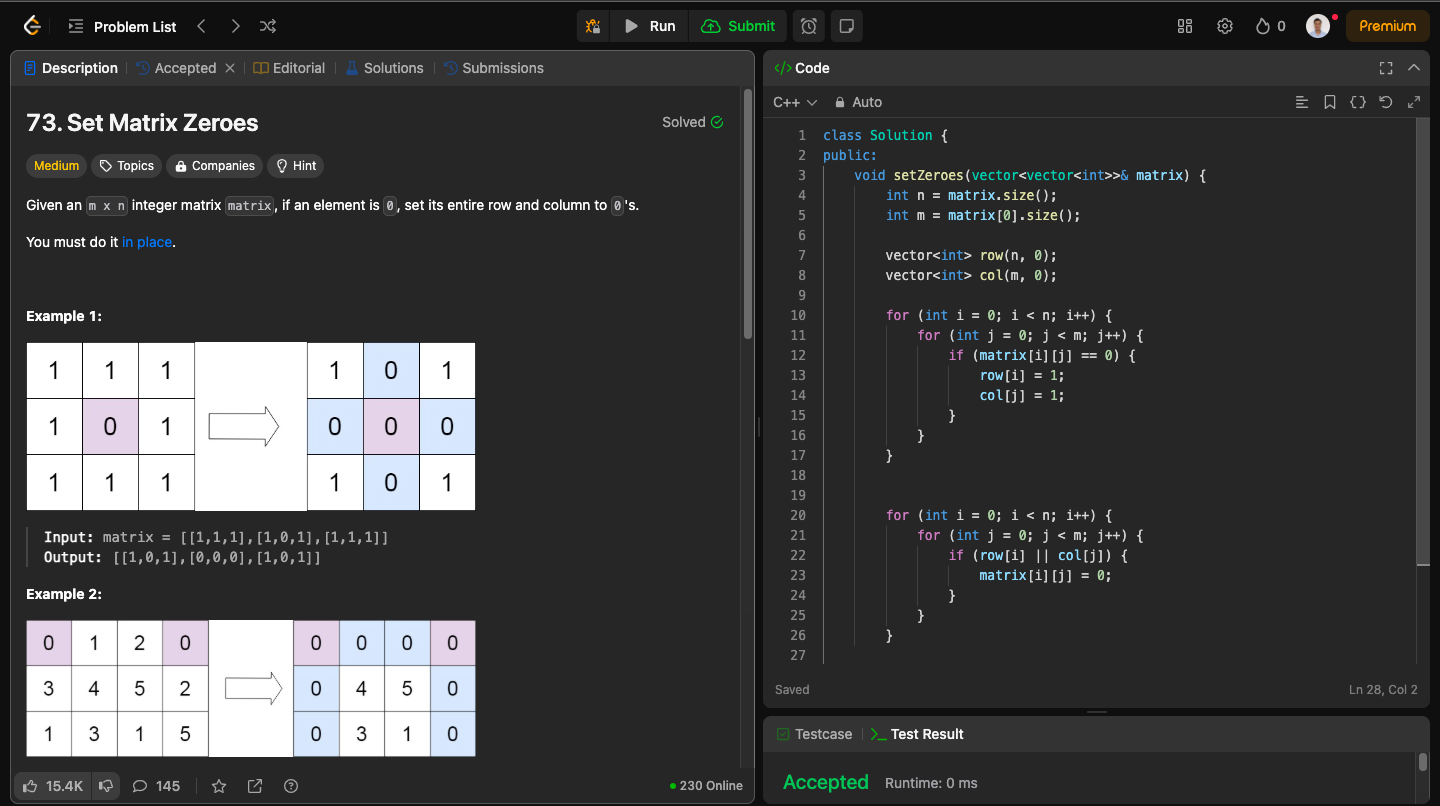 Problem List
Run
Submit
0
Premium
Description
Accepted
Editorial
Solutions
Submissions
73. Set Matrix Zeroes
Solved
Medium
Topics
Companies
Hint
Given an m x n integer matrix matrix, if an element is 0, set its entire row and column to 0's.
You must do it in place.
Example 1:
1 1 1 1 0 1
1 0 1 0 0 0
1 1 1 1 0 1
Input: matrix = [[1,1,1],[1,0,1],[1,1,1]]
Output: [[1,0,1],[0,0,0],[1,0,1]]
Example 2:
0 1 2 0 0 0 0 0
3 4 5 2 0 4 5 0
1 3 1 5 0 3 1 0
15.4K
145
230 Online
</> Code
C++
Auto
1 class Solution {
2 public:
3     void setZeroes(vector<vector<int>>& matrix) {
4         int n = matrix.size();
5         int m = matrix[0].size();
6
7         vector<int> row(n, 0);
8         vector<int> col(m, 0);
9
10         for (int i = 0; i < n; i++) {
11             for (int j = 0; j < m; j++) {
12                 if (matrix[i][j] == 0) {
13                     row[i] = 1;
14                     col[j] = 1;
15                 }
16             }
17         }
18
19
20         for (int i = 0; i < n; i++) {
21             for (int j = 0; j < m; j++) {
22                 if (row[i] || col[j]) {
23                     matrix[i][j] = 0;
24                 }
25             }
26         }
27
Saved
Ln 28, Col 2
Testcase
>_ Test Result
Accepted
Runtime: 0 ms